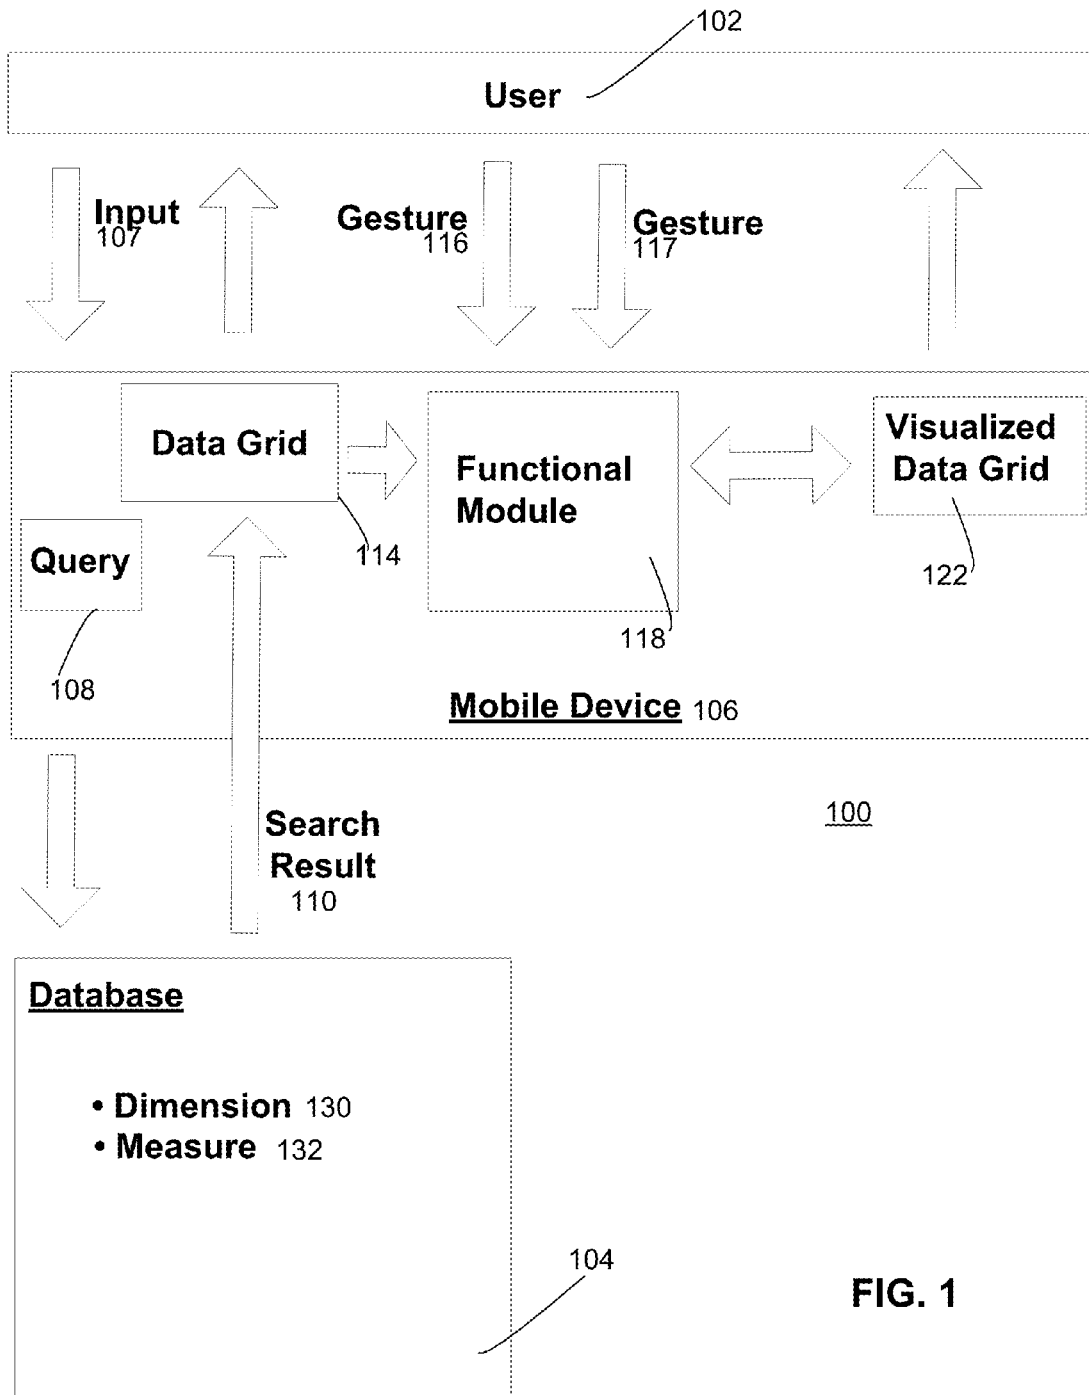 102
User
Input
107
Gesture
116
Gesture
117
Data Grid
114
Functional
Module
118
Visualized
Data Grid
122
Query
108
Mobile Device 106
Search
Result
110
100
Database
• Dimension 130
• Measure 132
104
FIG. 1